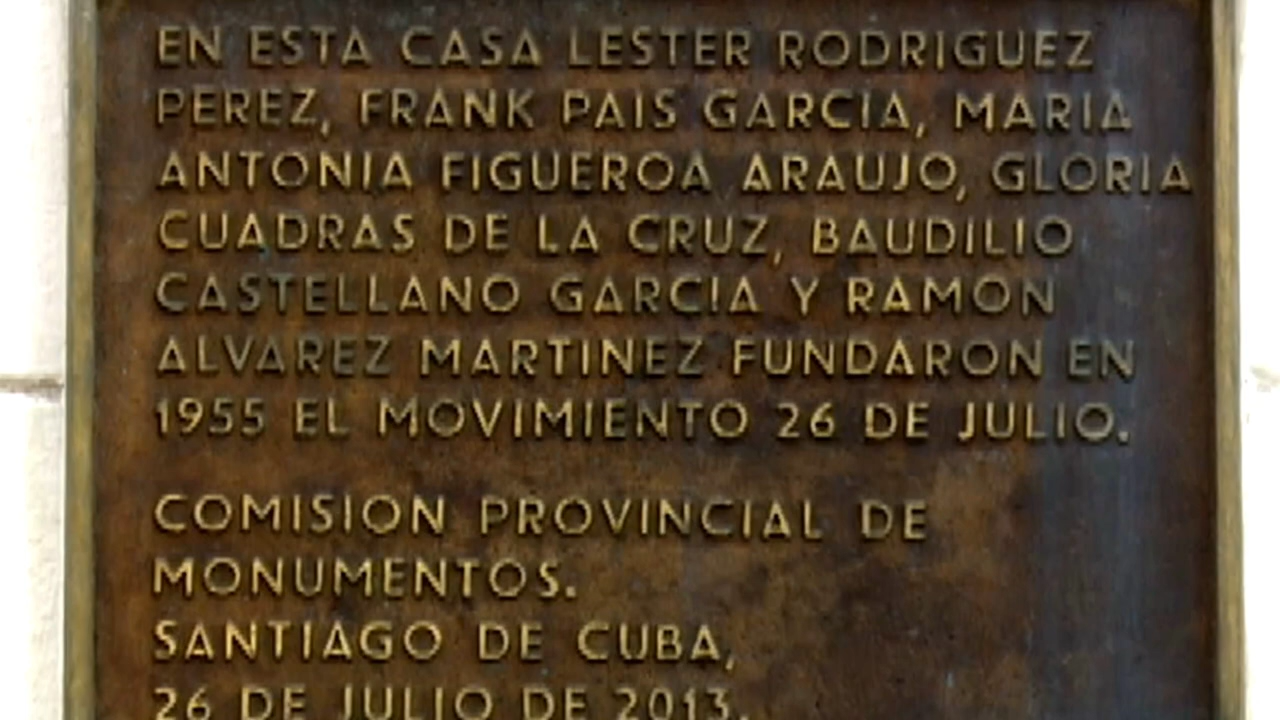 EN ESTA CASA LESTER RODRIGUEZ
PEREZ, FRANK PAIS GARCIA, MARIA
ANTONIA FIGUEROA ARAUJO, GLORIA
CUADRAS DE LA CRUZ, BAUDILIO
CASTELLANO GARCIA Y RAMON
ALVAREZ MARTINEZ FUNDARON EN
1955 EL MOVIMIENTO 26 DE JULIO.
COMISION PROVINCIAL DE
MONUMENTOS.
SANTIAGO DE CUBA,
26 DE JULIO DE 2013.